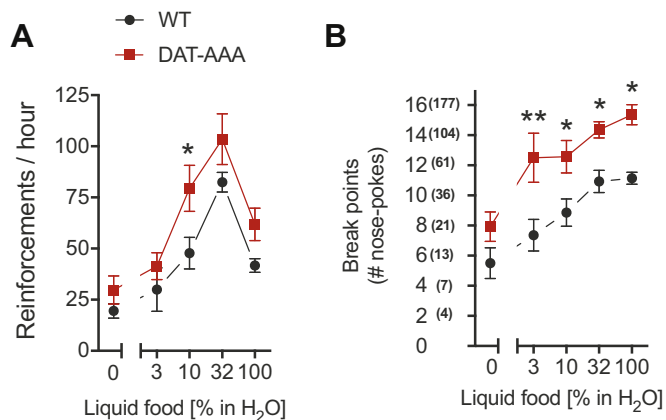 WT
DAT-AAA
A
Reinforcements / hour
125
100
75
50
25
0
*
0 3 10 32 100
Liquid food [% in H₂O]
B
Break points
(# nose-pokes)
16 (177)
14 (104)
12 (61)
10 (36)
8 (21)
6 (13)
4 (7)
2 (4)
0
** * * *
0 3 10 32 100
Liquid food [% in H₂O]